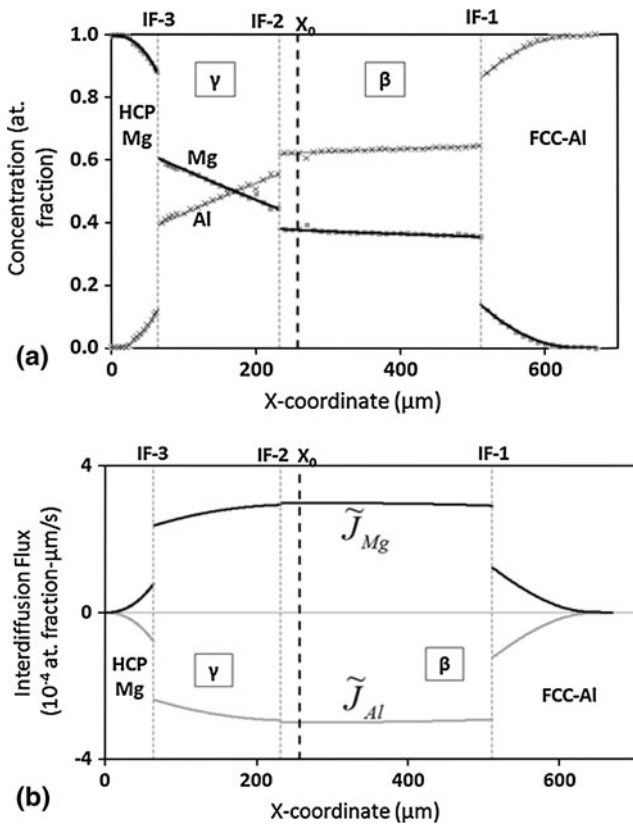 IF-3 IF-2 X₀ IF-1
1.0
γ β
HCP
Mg
FCC-Al
0.8
0.6
Mg
Al
0.4
0.2
0.0
0 200 400 600
Concentration (at.
fraction)
X-coordinate (μm)
(a)
IF-3 IF-2 X₀ IF-1
4
J̃Mg
0
HCP
Mg
γ β
FCC-Al
J̃Al
-4
0 200 400 600
Interdiffusion Flux
(10⁻⁴ at. fraction-μm/s)
X-coordinate (μm)
(b)